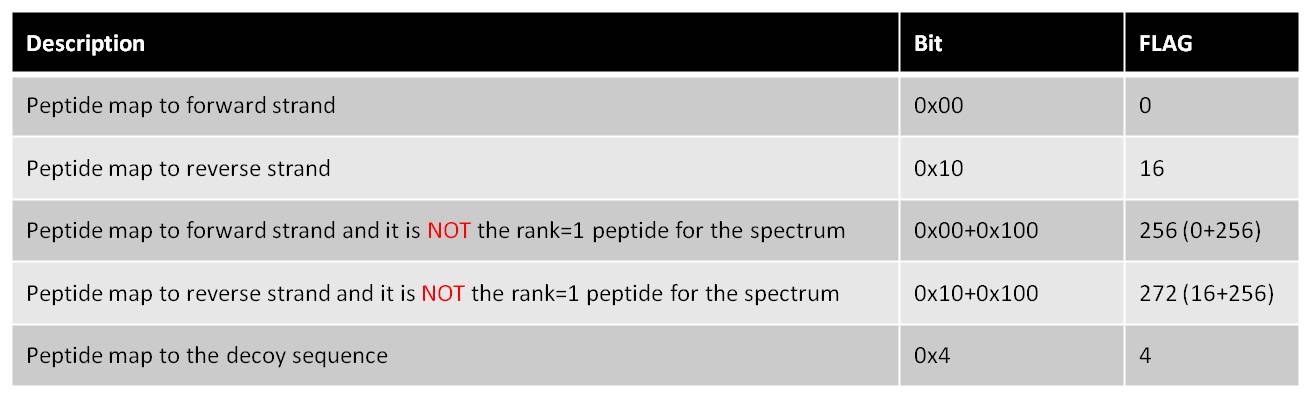 Description Bit FLAG
Peptide map to forward strand 0x00 0
Peptide map to reverse strand 0x10 16
Peptide map to forward strand and it is NOT the rank=1 peptide for the spectrum 0x00+0x100 256 (0+256)
Peptide map to reverse strand and it is NOT the rank=1 peptide for the spectrum 0x10+0x100 272 (16+256)
Peptide map to the decoy sequence 0x4 4